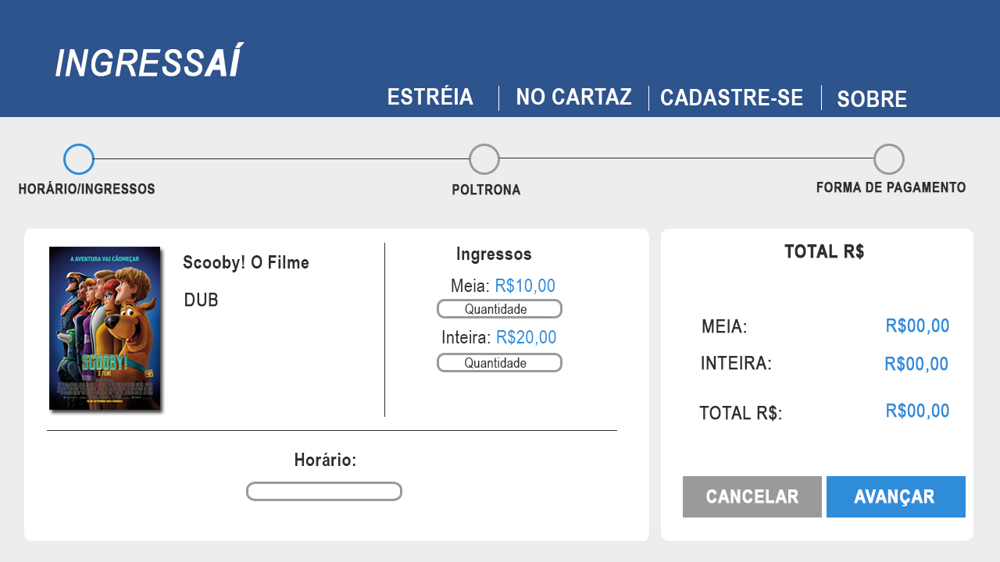 INGRESSAÍ
ESTRÉIA
NO CARTAZ
CADASTRE-SE
SOBRE
HORÁRIO/INGRESSOS
POLTRONA
FORMA DE PAGAMENTO
A AVENTURA VAI CÃOMEÇAR
SCOOBY!
O FILME
Scooby! O Filme
DUB
Ingressos
Meia: R$10,00
Quantidade
Inteira: R$20,00
Quantidade
Horário:
TOTAL R$
MEIA: R$00,00
INTEIRA: R$00,00
TOTAL R$: R$00,00
CANCELAR
AVANÇAR